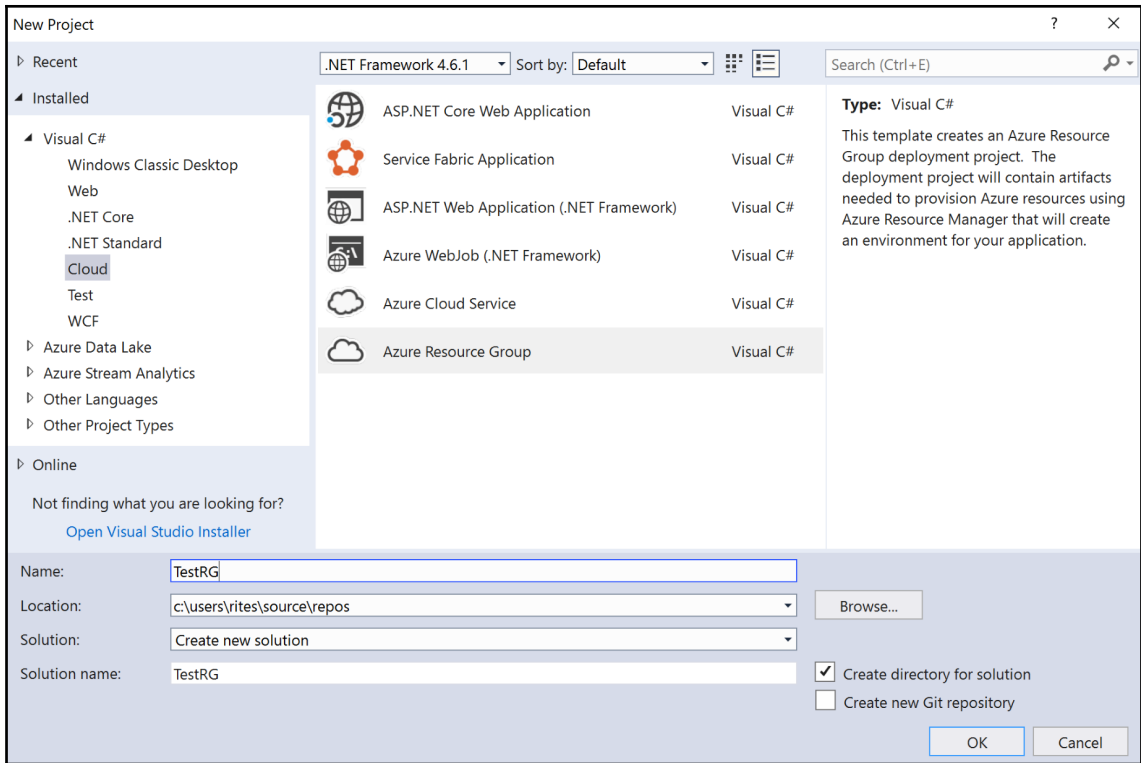 New Project
?
Recent
Installed
Visual C#
Windows Classic Desktop
Web
.NET Core
.NET Standard
Cloud
Test
WCF
Azure Data Lake
Azure Stream Analytics
Other Languages
Other Project Types
Online
Not finding what you are looking for?
Open Visual Studio Installer
.NET Framework 4.6.1 Sort by: Default
ASP.NET Core Web Application Visual C#
Service Fabric Application Visual C#
ASP.NET Web Application (.NET Framework) Visual C#
Azure WebJob (.NET Framework) Visual C#
Azure Cloud Service Visual C#
Azure Resource Group Visual C#
Search (Ctrl+E)
Type: Visual C#
This template creates an Azure Resource
Group deployment project. The
deployment project will contain artifacts
needed to provision Azure resources using
Azure Resource Manager that will create
an environment for your application.
Name: TestRG
Location: c:\users\rites\source\repos Browse...
Solution: Create new solution
Solution name: TestRG
Create directory for solution
Create new Git repository
OK Cancel